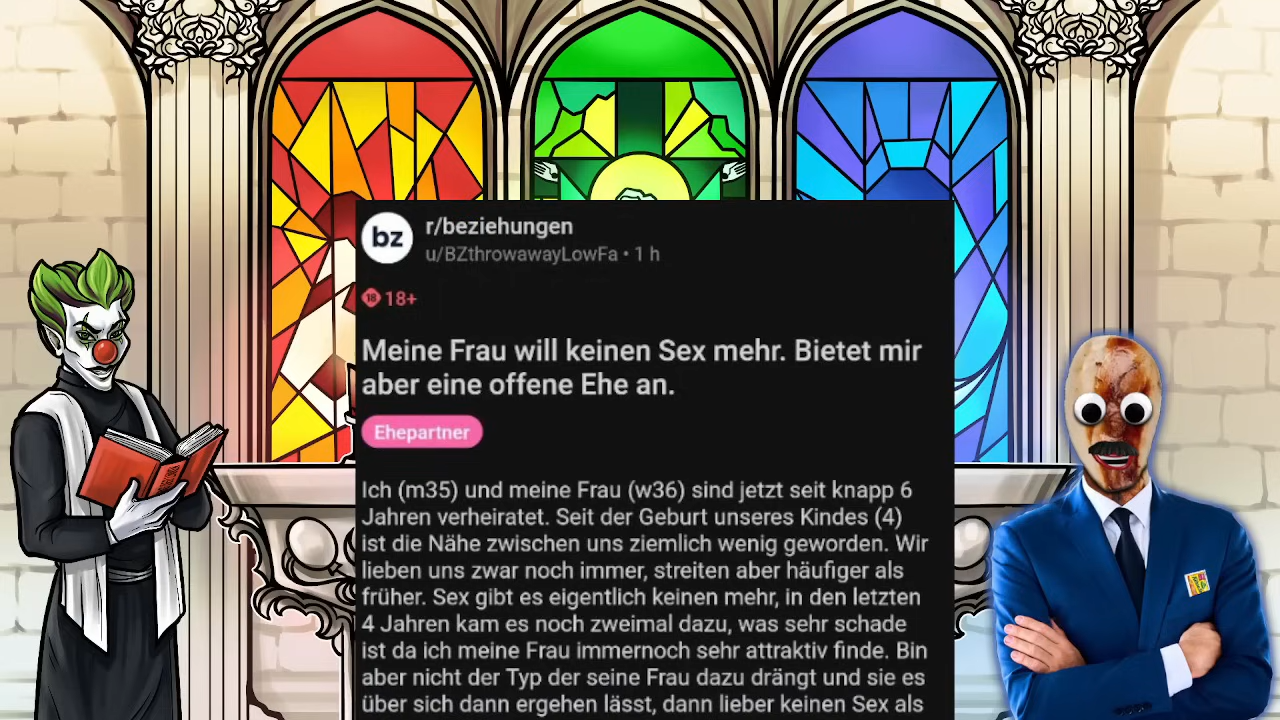 bz
r/beziehungen
u/BZthrowawayLowFa • 1 h
18 18+
Meine Frau will keinen Sex mehr. Bietet mir
aber eine offene Ehe an.
Ehepartner
Ich (m35) und meine Frau (w36) sind jetzt seit knapp 6
Jahren verheiratet. Seit der Geburt unseres Kindes (4)
ist die Nähe zwischen uns ziemlich wenig geworden. Wir
lieben uns zwar noch immer, streiten aber häufiger als
früher. Sex gibt es eigentlich keinen mehr, in den letzten
4 Jahren kam es noch zweimal dazu, was sehr schade
ist da ich meine Frau immernoch sehr attraktiv finde. Bin
aber nicht der Typ der seine Frau dazu drängt und sie es
über sich dann ergehen lässt, dann lieber keinen Sex als